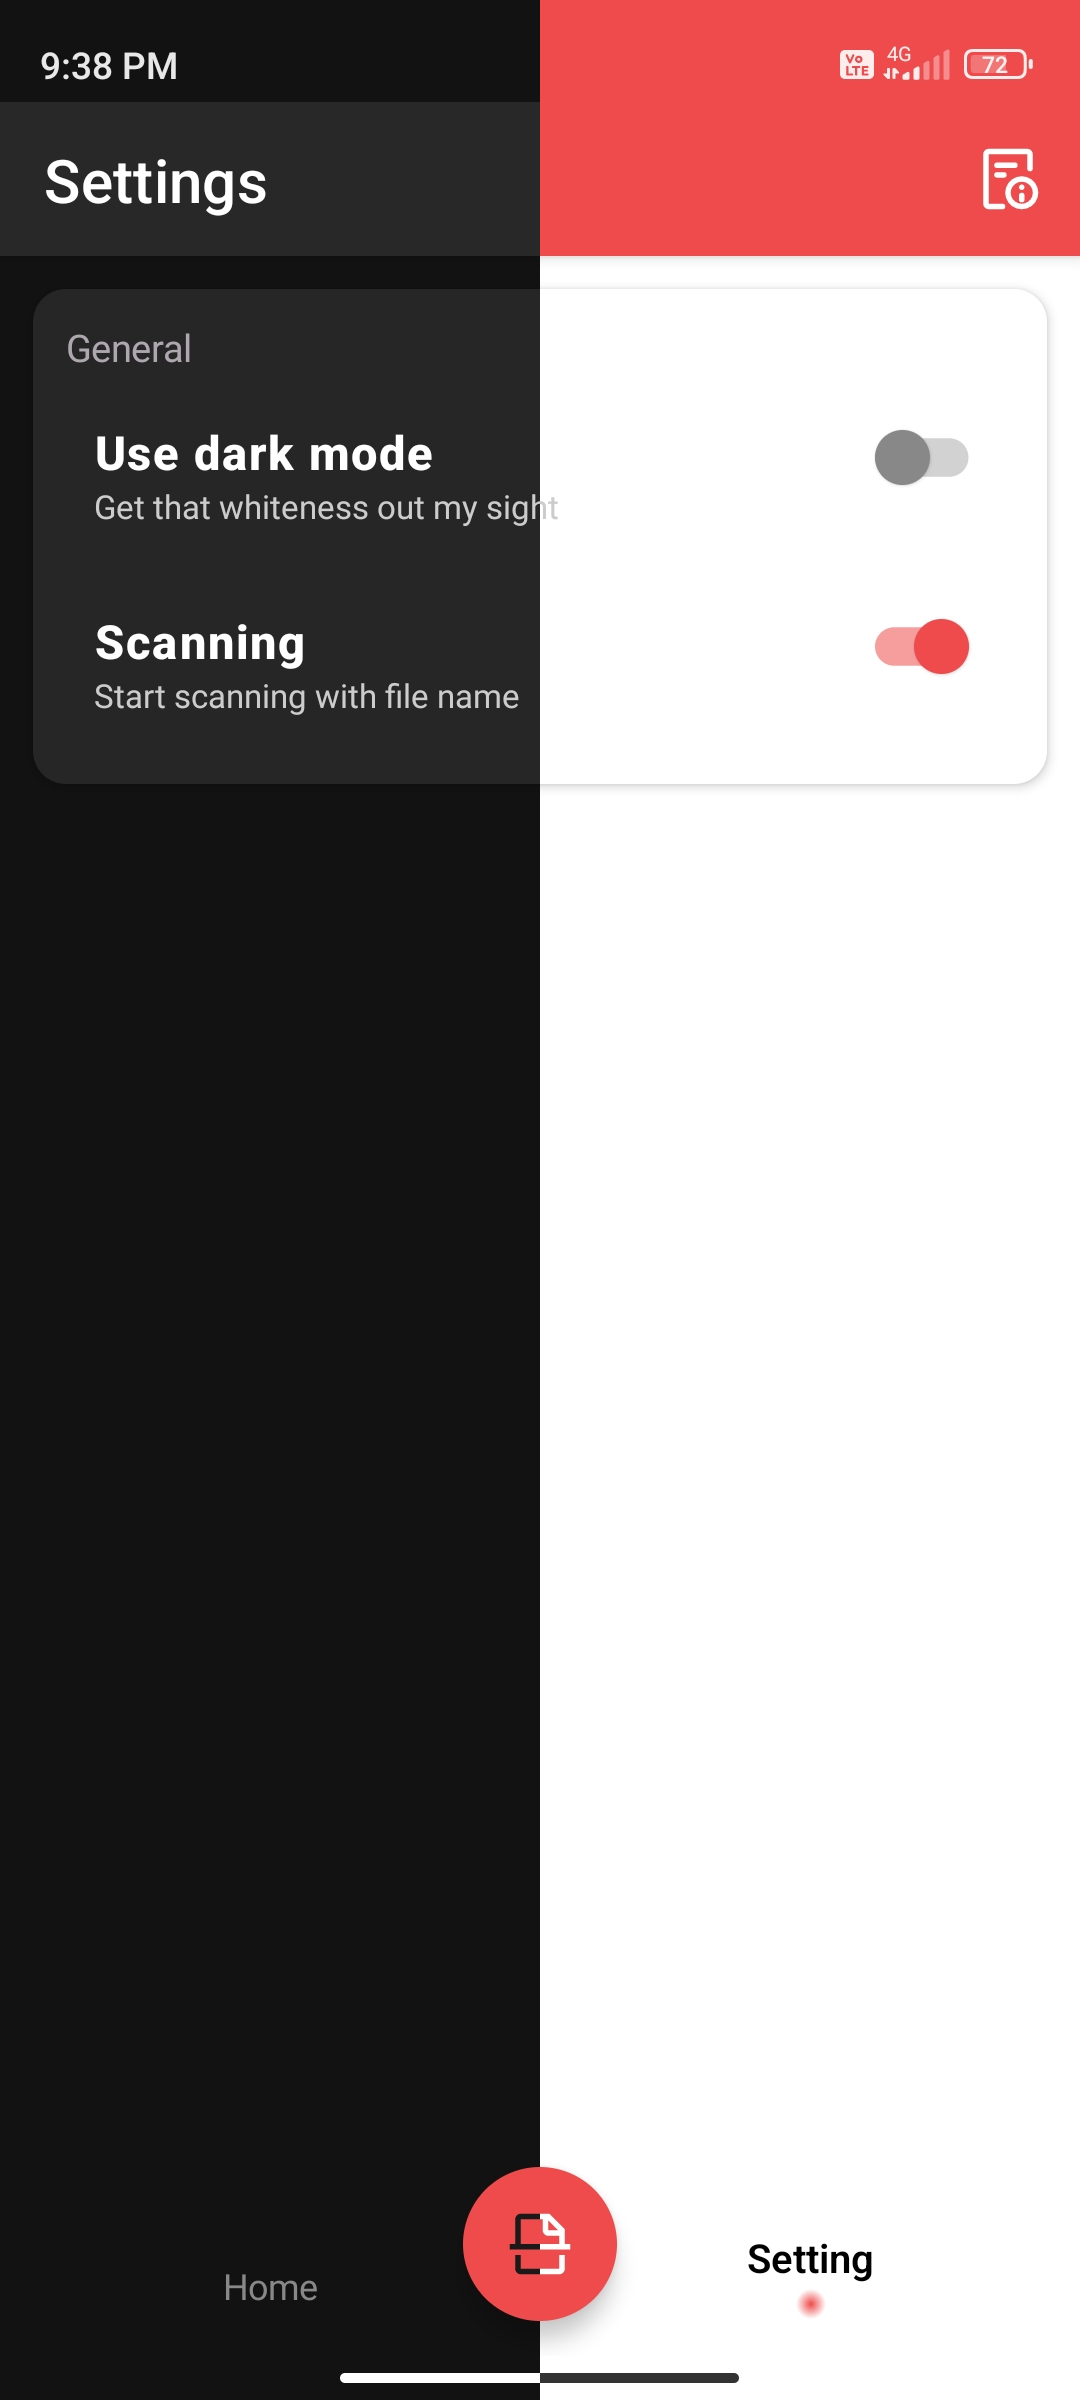 9:38 PM
Vo LTE 4G 72
Settings
General
Use dark mode
Get that whiteness out my sight
Scanning
Start scanning with file name
Home
Setting